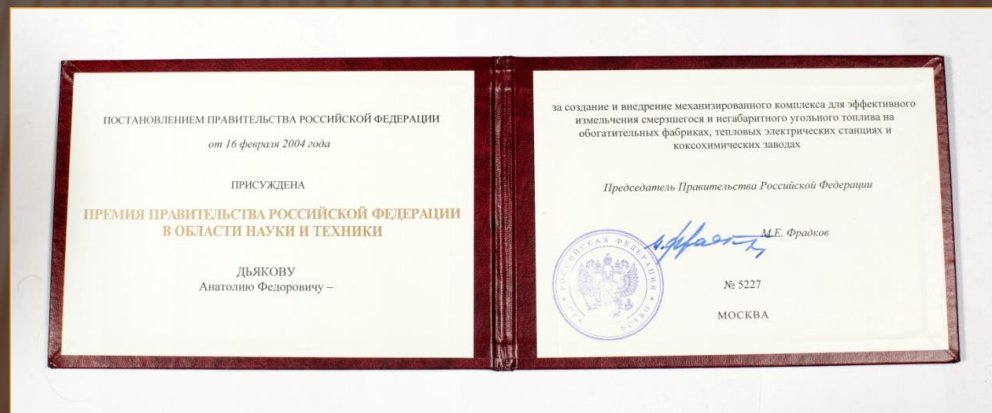 ПОСТАНОВЛЕНИЕМ ПРАВИТЕЛЬСТВА РОССИЙСКОЙ ФЕДЕРАЦИИ
от 16 февраля 2004 года
ПРИСУЖДЕНА
ПРЕМИЯ ПРАВИТЕЛЬСТВА РОССИЙСКОЙ ФЕДЕРАЦИИ
В ОБЛАСТИ НАУКИ И ТЕХНИКИ
ДЬЯКОВУ
Анатолию Федоровичу –
за создание и внедрение механизированного комплекса для эффективного
измельчения смерзшегося и негабаритного угольного топлива на
обогатительных фабриках, тепловых электрических станциях и
коксохимических заводах
Председатель Правительства Российской Федерации
М.Е. Фрадков
РОССИЙСКАЯ ФЕДЕРАЦИИ
№ 5227
МОСКВА